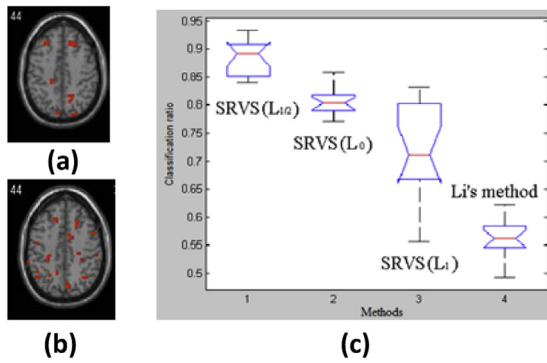 44
(a)
44
(b)
Classification ratio
0.95
0.9
0.85
0.8
0.75
0.7
0.65
0.6
0.55
0.5
SRVS(L1/2)
SRVS(L0)
SRVS(L1)
Li's method
1 2 3 4
Methods
(c)